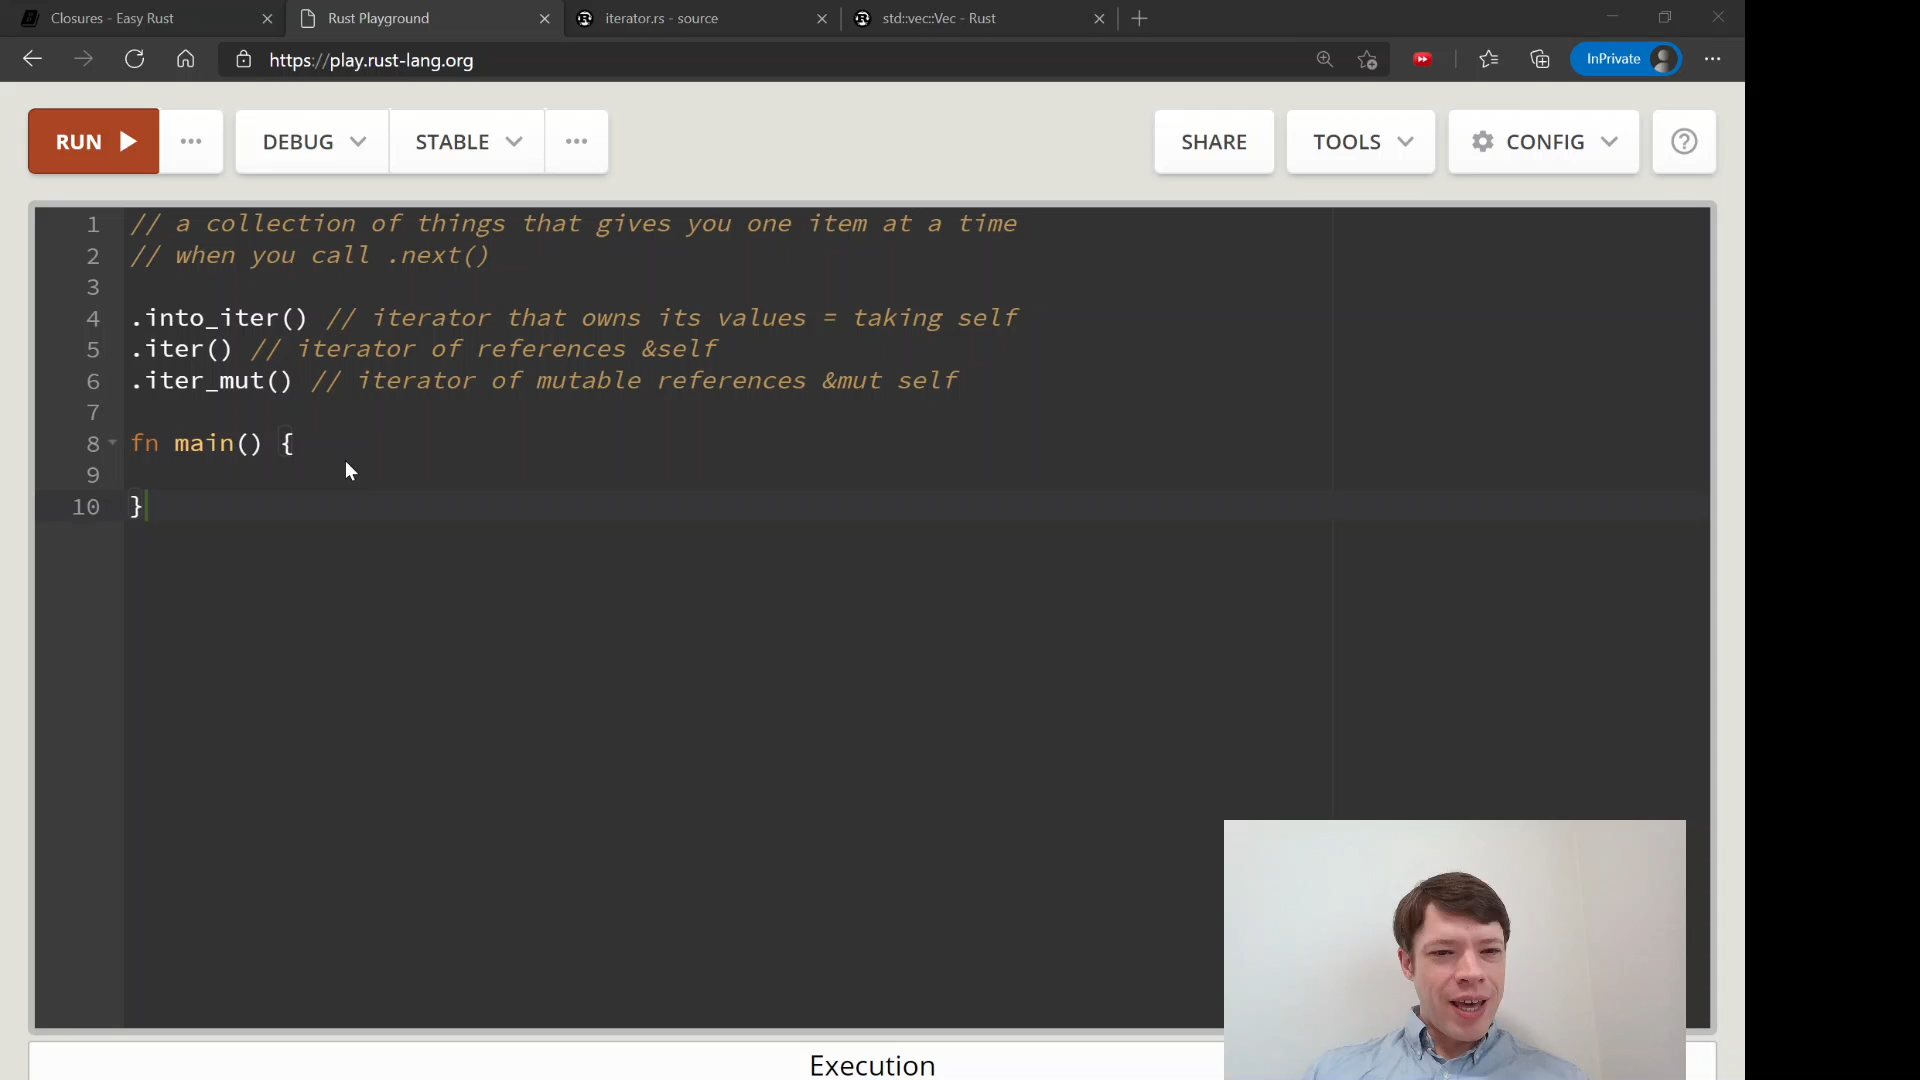 Closures - Easy Rust
Rust Playground
iterator.rs - source
std::vec::Vec - Rust
https://play.rust-lang.org
InPrivate
RUN
DEBUG
STABLE
SHARE
TOOLS
CONFIG
1 // a collection of things that gives you one item at a time
2 // when you call .next()
3
4 .into_iter() // iterator that owns its values = taking self
5 .iter() // iterator of references &self
6 .iter_mut() // iterator of mutable references &mut self
7
8 fn main() {
9
10 }
Execution